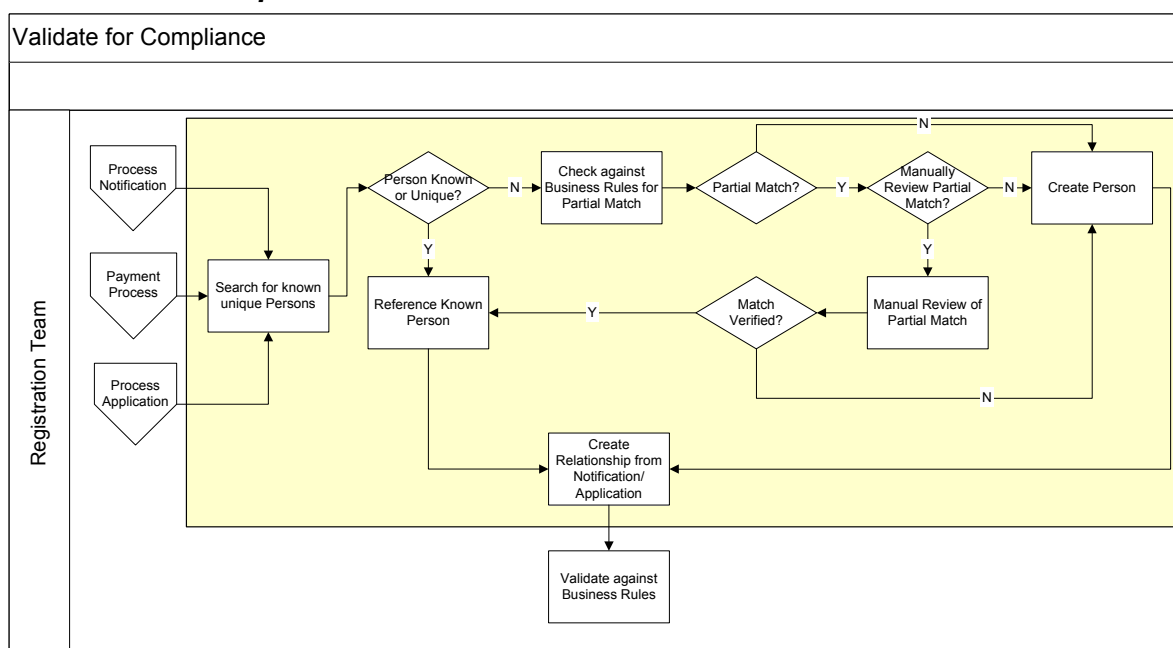 Validate for Compliance
Registration Team
Process
Notification
Payment
Process
Process
Application
Search for known
unique Persons
Person Known
or Unique?
N
Y
Check against
Business Rules for
Partial Match
Partial Match?
N
Y
Manually
Review Partial
Match?
N
Y
Create Person
Reference Known
Person
Y
Match
Verified?
N
Manual Review of
Partial Match
Create
Relationship from
Notification/
Application
Validate against
Business Rules